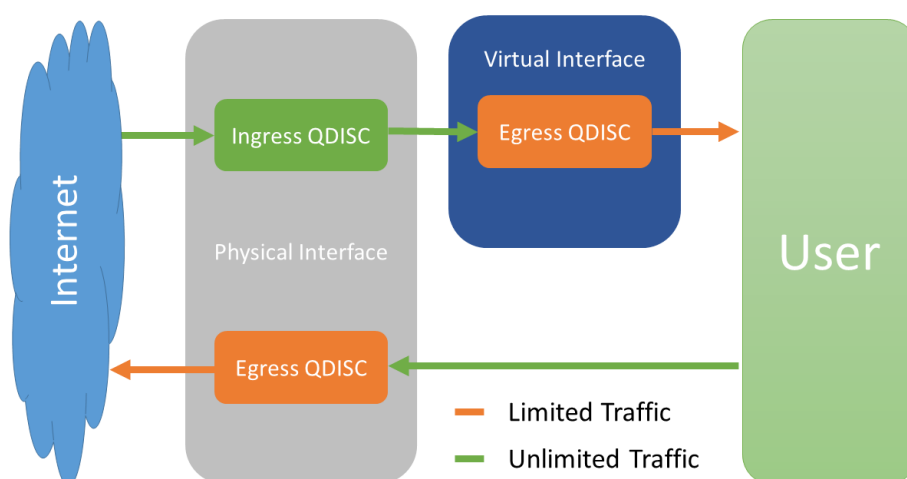 Virtual Interface
Ingress QDISC
Egress QDISC
Internet
Physical Interface
User
Egress QDISC
Limited Traffic
Unlimited Traffic